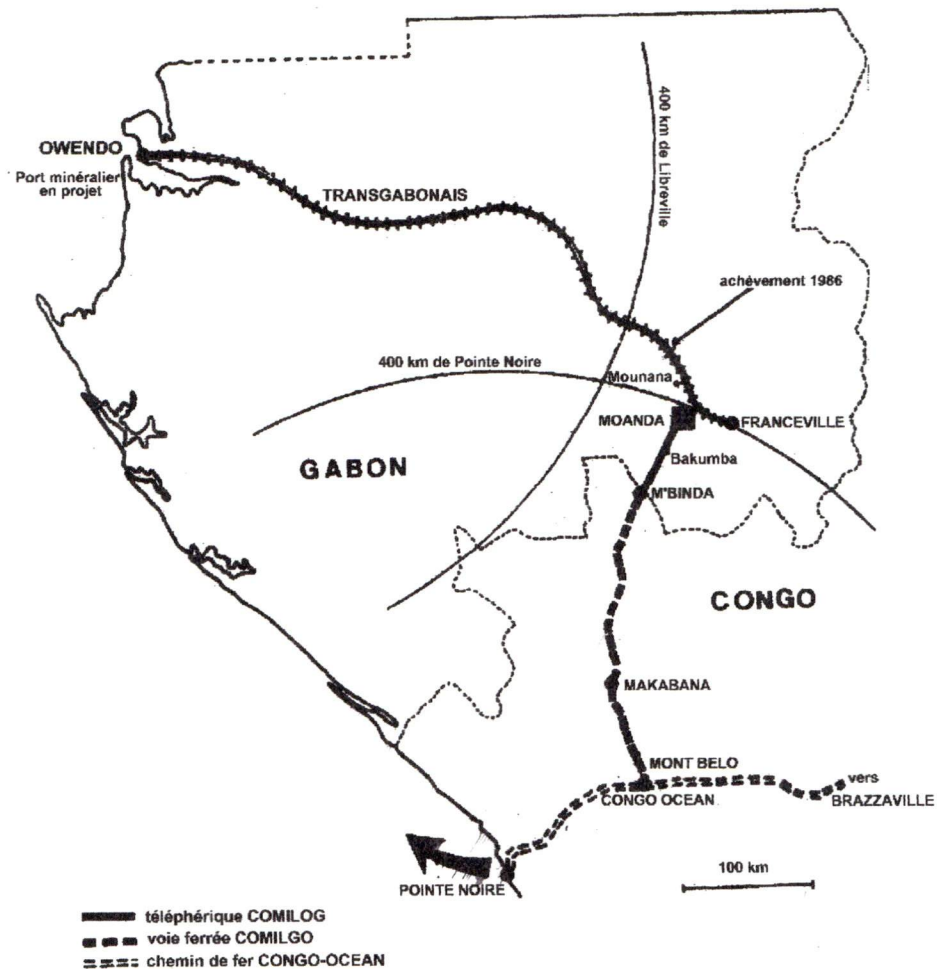 OWENDO
Port minéralier
en projet
TRANSGABONAIS
400 km de Libreville
achèvement 1986
400 km de Pointe Noire
Mounana
MOANDA
FRANCEVILLE
Bakumba
GABON
M'BINDA
CONGO
MAKABANA
MONT BELO
vers
CONGO OCEAN
BRAZZAVILLE
100 km
POINTE NOIRE
téléphérique COMILOG
voie ferrée COMILGO
chemin de fer CONGO-OCEAN